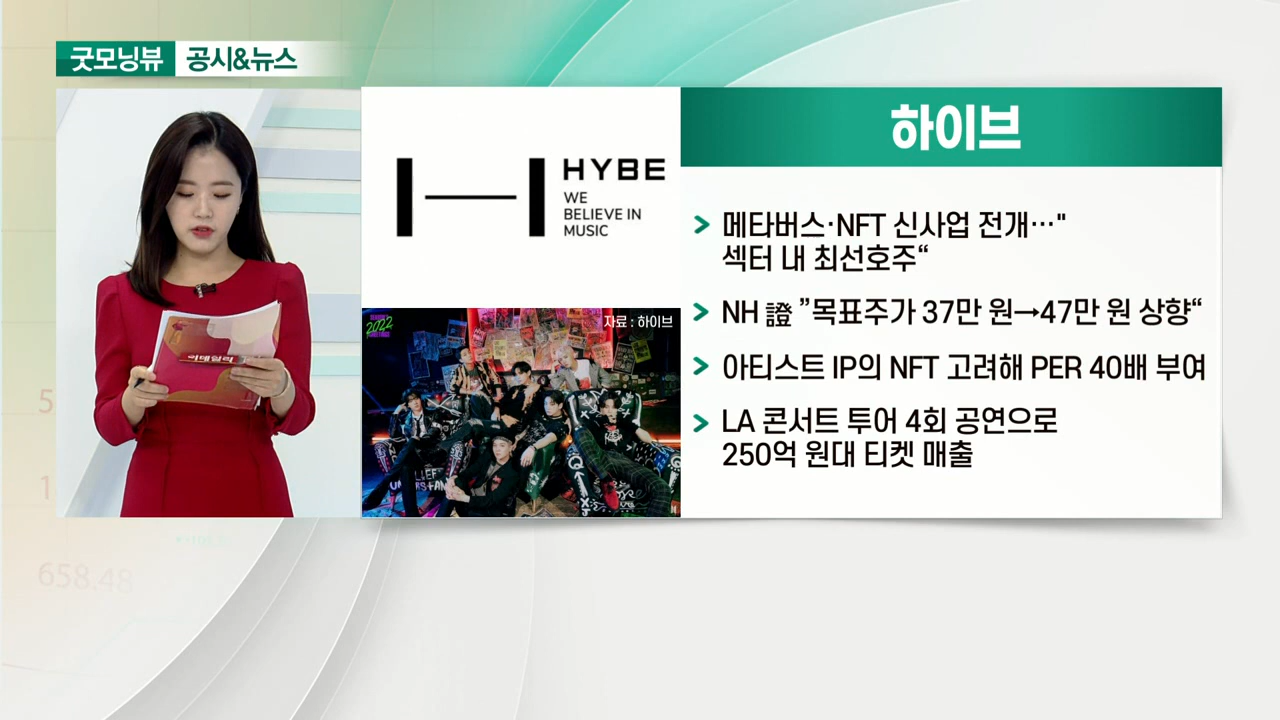 굿모닝뷰 공시&뉴스
HYBE
WE
BELIEVE IN
MUSIC
하이브
메타버스·NFT 신사업 전개…"
섹터 내 최선호주“
NH 證 ”목표주가 37만 원→47만 원 상향“
아티스트 IP의 NFT 고려해 PER 40배 부여
LA 콘서트 투어 4회 공연으로
250억 원대 티켓 매출
자료 : 하이브
2022
이데일리
658.48